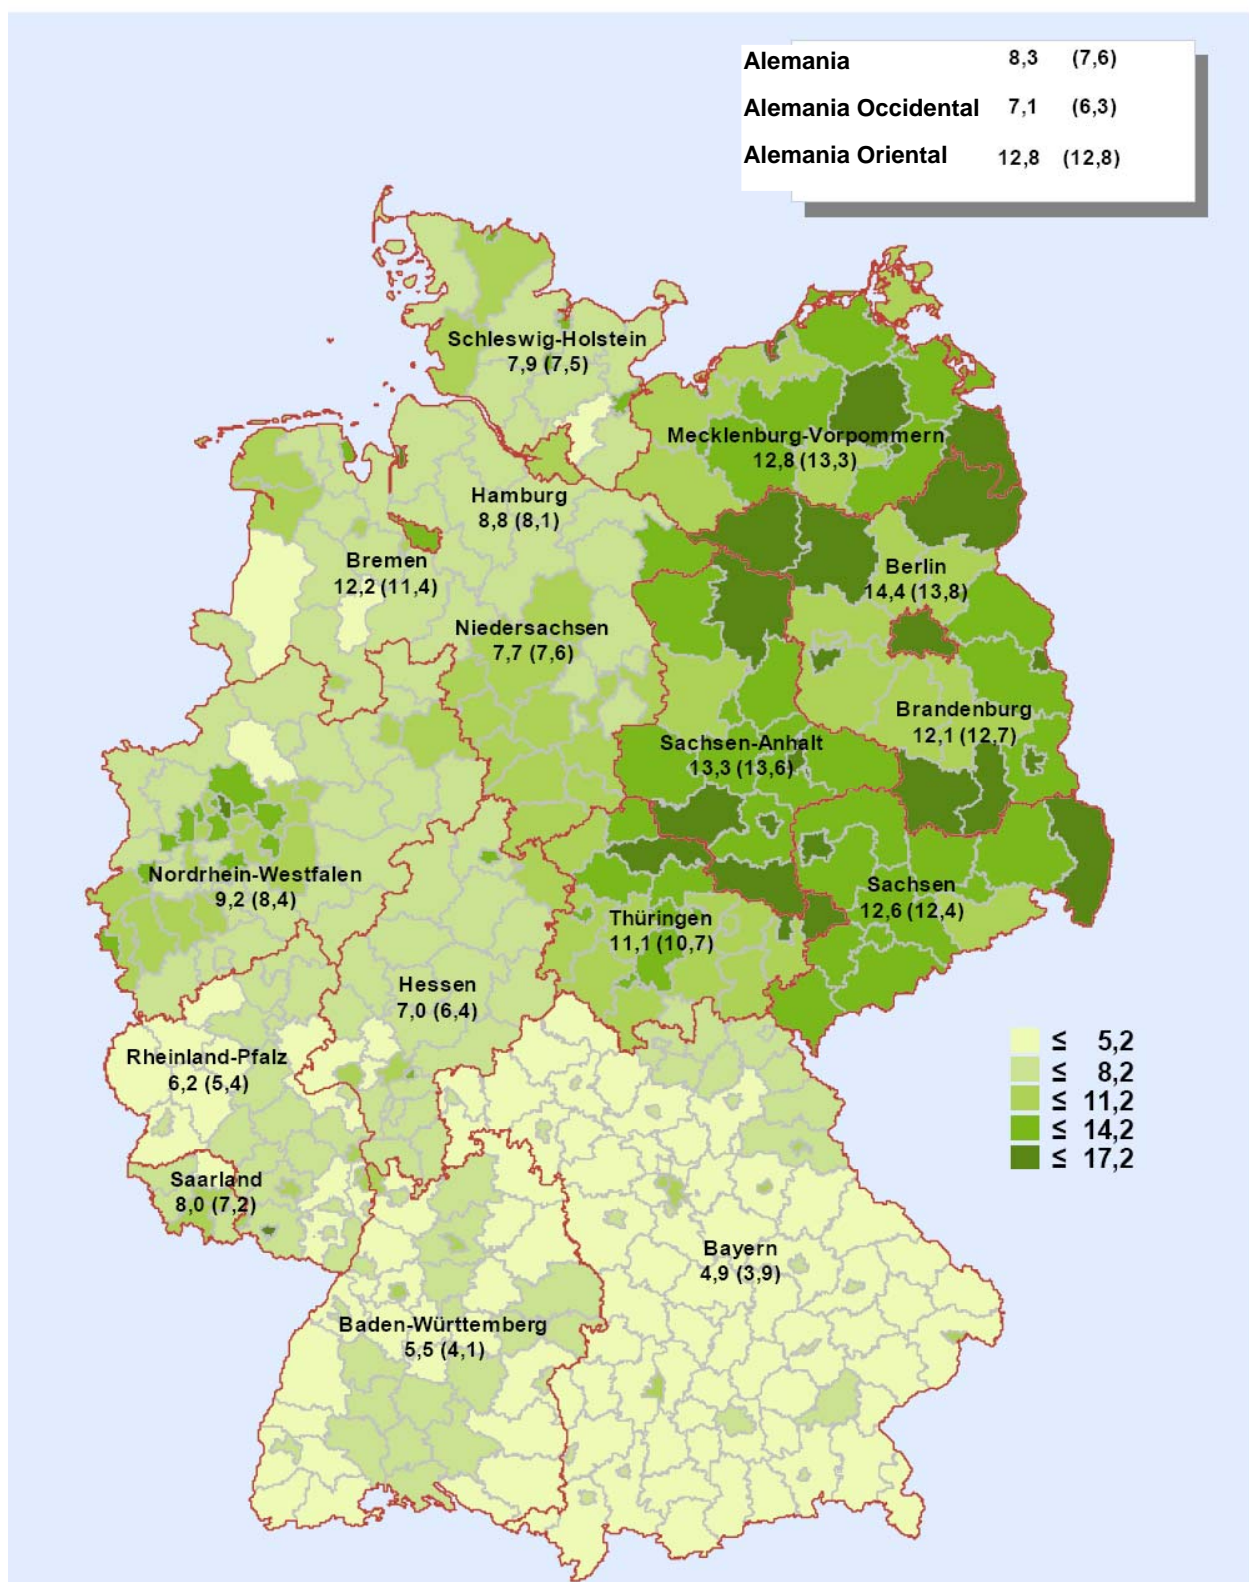 Alemania 8,3 (7,6)
Alemania Occidental 7,1 (6,3)
Alemania Oriental 12,8 (12,8)
Schleswig-Holstein
7,9 (7,5)
Mecklenburg-Vorpommern
12,8 (13,3)
Hamburg
8,8 (8,1)
Bremen
12,2 (11,4)
Berlin
14,4 (13,8)
Niedersachsen
7,7 (7,6)
Brandenburg
12,1 (12,7)
Sachsen-Anhalt
13,3 (13,6)
Nordrhein-Westfalen
9,2 (8,4)
Sachsen
12,6 (12,4)
Thüringen
11,1 (10,7)
Hessen
7,0 (6,4)
Rheinland-Pfalz
6,2 (5,4)
≤ 5,2
≤ 8,2
≤ 11,2
≤ 14,2
≤ 17,2
Saarland
8,0 (7,2)
Bayern
4,9 (3,9)
Baden-Württemberg
5,5 (4,1)